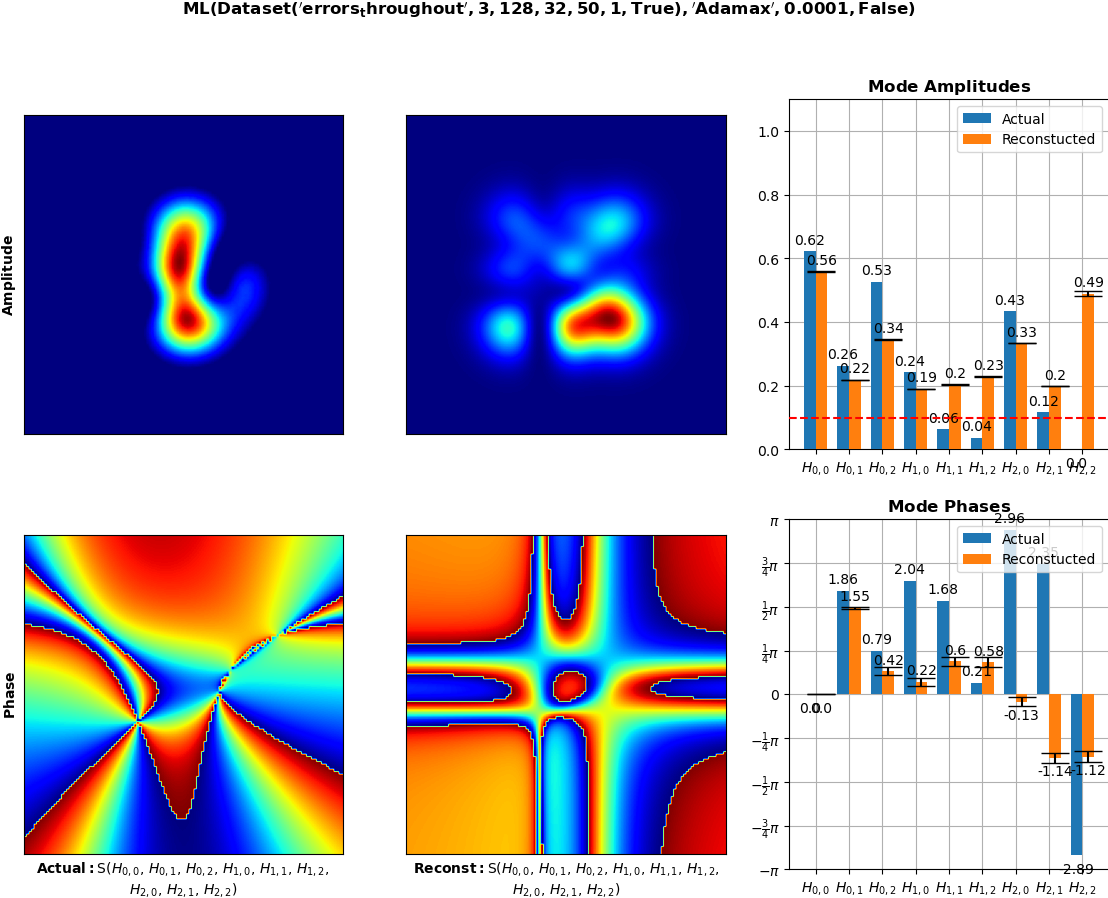 ML(Dataset('errors_throughout', 3, 128, 32, 50, 1, True), 'Adamax', 0.0001, False)
Amplitude
Mode Amplitudes
Actual
Reconstucted
1.0
0.8
0.6
0.4
0.2
0.0
0.62
0.56
0.26
0.22
0.53
0.34
0.24
0.19
0.06
0.2
0.04
0.23
0.43
0.33
0.12
0.2
0.0
0.49
H0,0 H0,1 H0,2 H1,0 H1,1 H1,2 H2,0 H2,1 H2,2
Phase
Mode Phases
Actual
Reconstucted
π
3/4π
1/2π
1/4π
0
−1/4π
−1/2π
−3/4π
−π
0.0
0.0
1.86
1.55
0.79
0.42
2.04
0.22
1.68
0.6
0.21
0.58
2.96
-0.13
2.35
-1.14
-2.89
-1.12
H0,0 H0,1 H0,2 H1,0 H1,1 H1,2 H2,0 H2,1 H2,2
Actual: S(H0,0, H0,1, H0,2, H1,0, H1,1, H1,2,
H2,0, H2,1, H2,2)
Reconst: S(H0,0, H0,1, H0,2, H1,0, H1,1, H1,2,
H2,0, H2,1, H2,2)